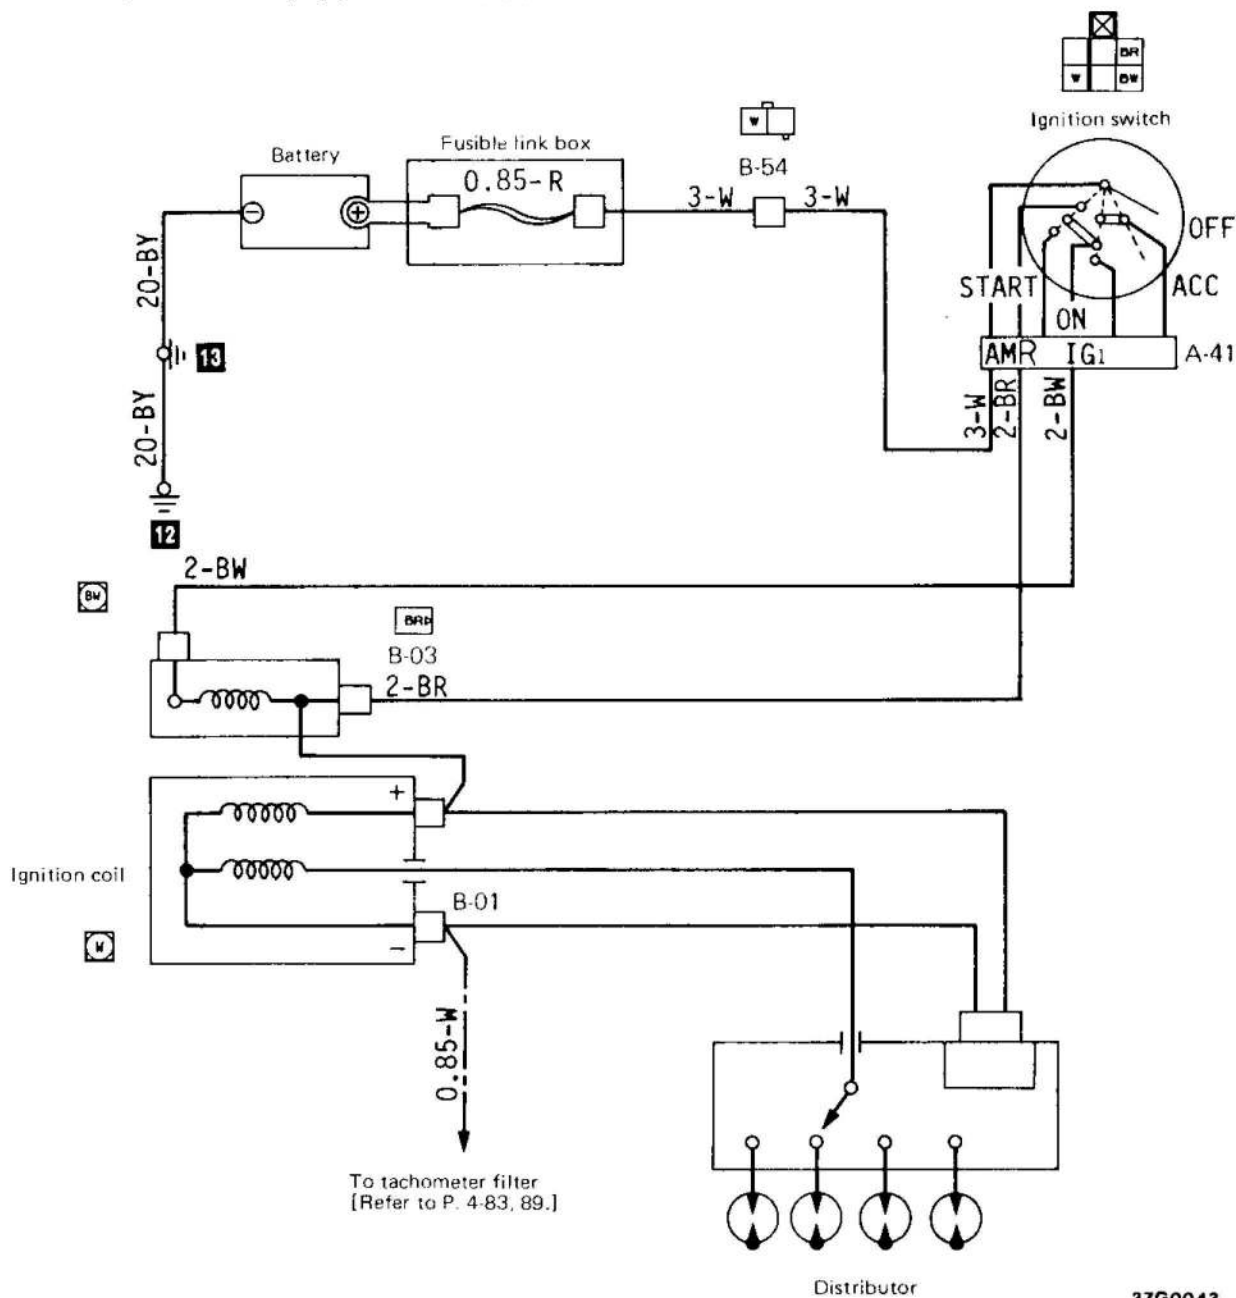 BR
W
BW
Ignition switch
W
Battery
Fusible link box
B-54
0.85-R
3-W
3-W
OFF
20-BY
START
ACC
ON
13
AM
R
IG1
A-41
3-W
2-BR
2-BW
20-BY
12
2-BW
BW
BR
B-03
2-BR
+
Ignition coil
B-01
W
−
0.85-W
To tachometer filter
[Refer to P. 4-83, 89.]
Distributor
37G0043